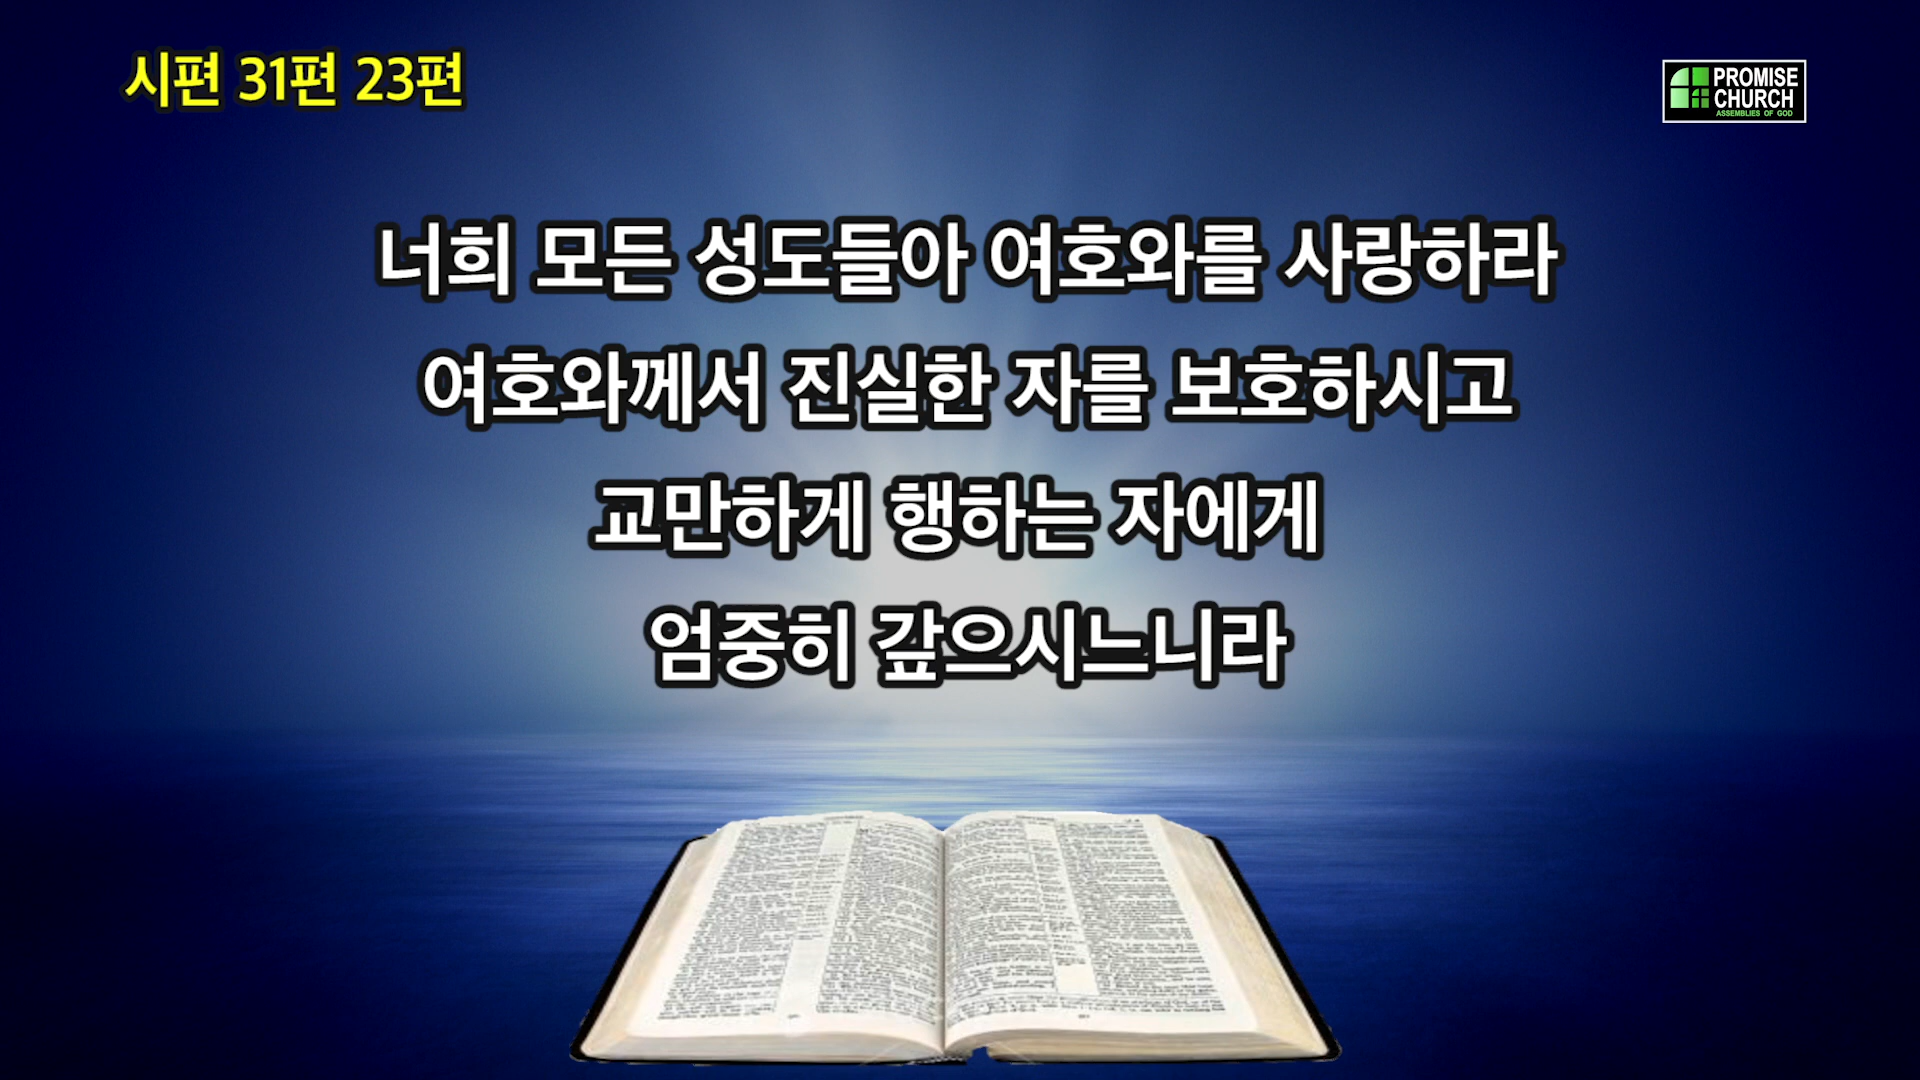 시편 31편 23편
PROMISE
CHURCH
ASSEMBLIES OF GOD
너희 모든 성도들아 여호와를 사랑하라
여호와께서 진실한 자를 보호하시고
교만하게 행하는 자에게
엄중히 갚으시느니라